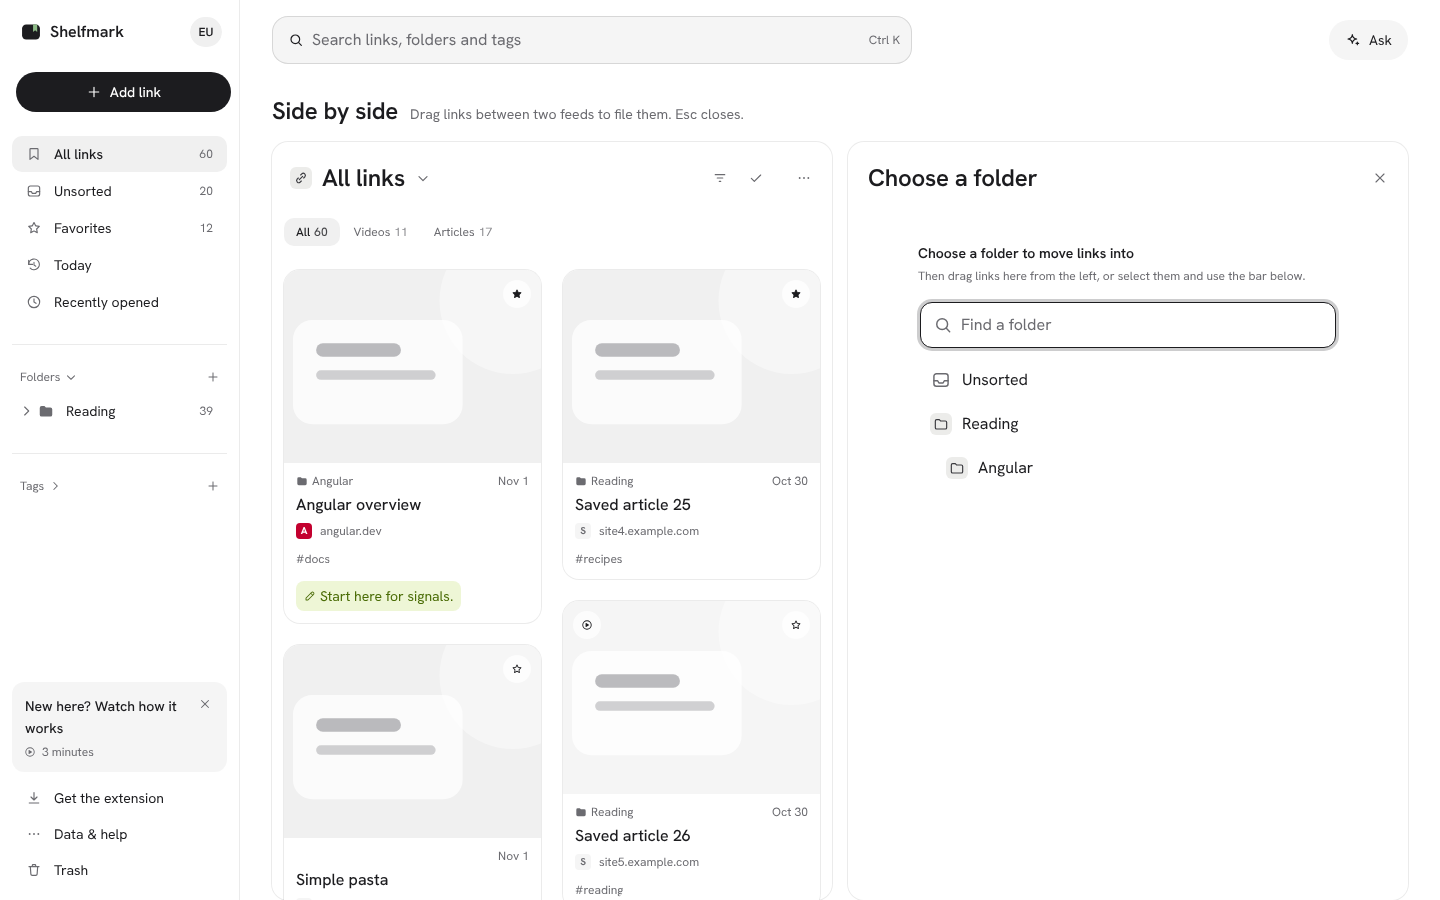 Shelfmark
EU
Add link
All links 60
Unsorted 20
Favorites 12
Today
Recently opened
Folders
Reading 39
Tags
New here? Watch how it
works
3 minutes
Get the extension
Data & help
Trash
Search links, folders and tags Ctrl K
Ask
Side by side Drag links between two feeds to file them. Esc closes.
All links
All 60 Videos 11 Articles 17
Angular Nov 1
Angular overview
A angular.dev
#docs
Start here for signals.
Nov 1
Simple pasta
Reading Oct 30
Saved article 25
S site4.example.com
#recipes
Reading Oct 30
Saved article 26
S site5.example.com
#reading
Choose a folder
Choose a folder to move links into
Then drag links here from the left, or select them and use the bar below.
Find a folder
Unsorted
Reading
Angular